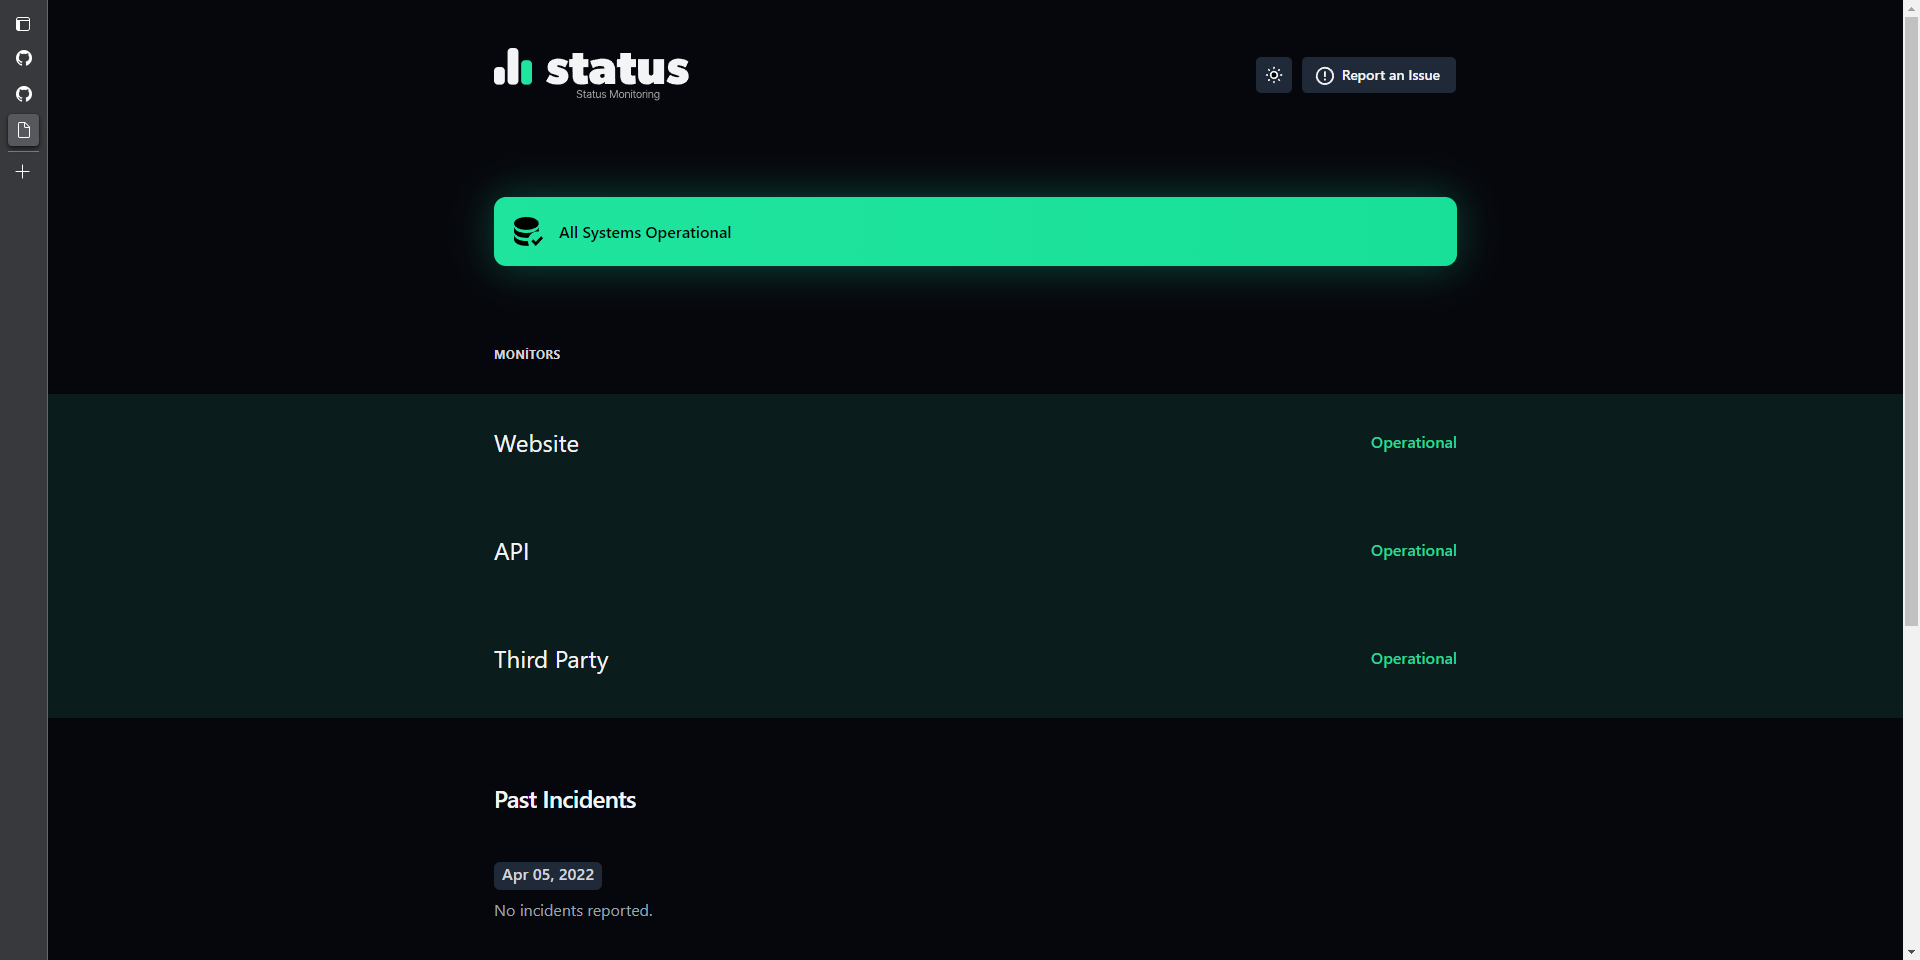 status
Status Monitoring
Report an Issue
All Systems Operational
MONİTORS
Website
Operational
API
Operational
Third Party
Operational
Past Incidents
Apr 05, 2022
No incidents reported.